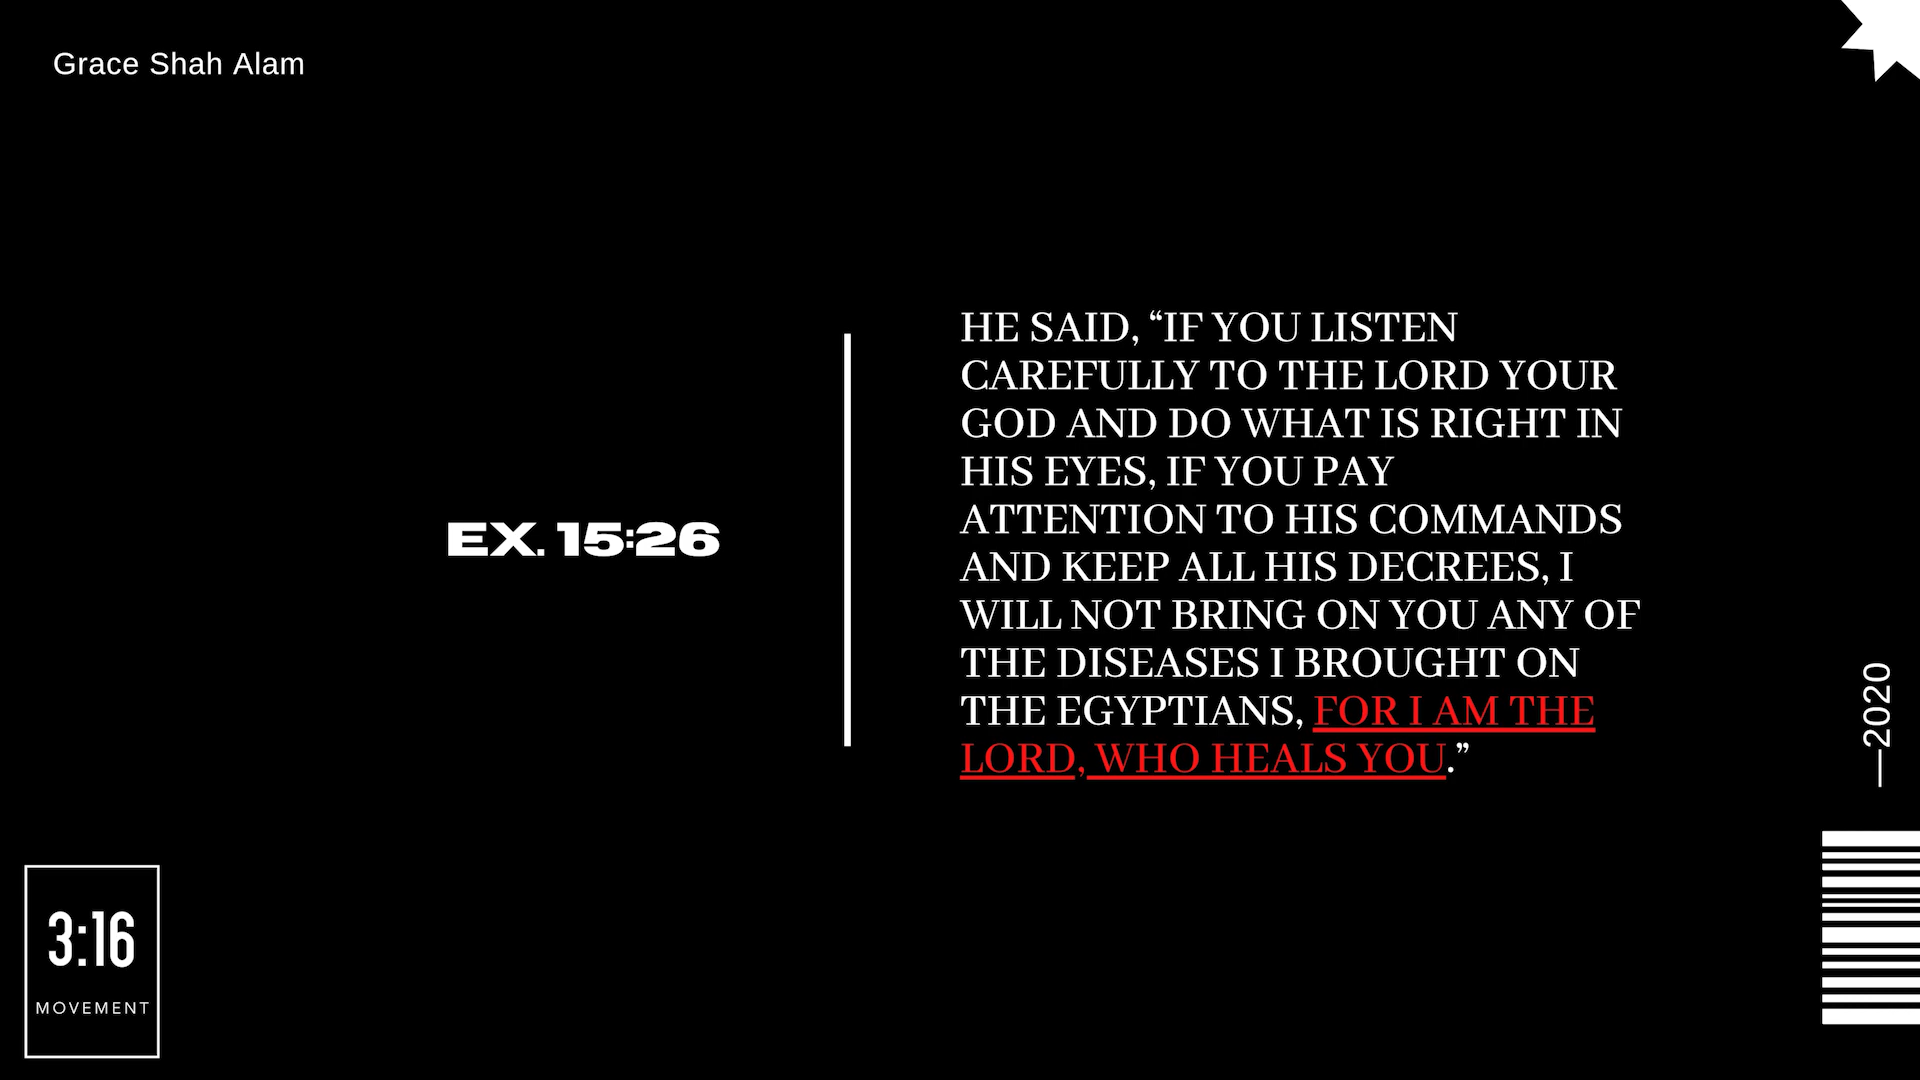 Grace Shah Alam
EX. 15:26
HE SAID, “IF YOU LISTEN
CAREFULLY TO THE LORD YOUR
GOD AND DO WHAT IS RIGHT IN
HIS EYES, IF YOU PAY
ATTENTION TO HIS COMMANDS
AND KEEP ALL HIS DECREES, I
WILL NOT BRING ON YOU ANY OF
THE DISEASES I BROUGHT ON
THE EGYPTIANS, FOR I AM THE
LORD, WHO HEALS YOU.”
—2020
3:16
MOVEMENT